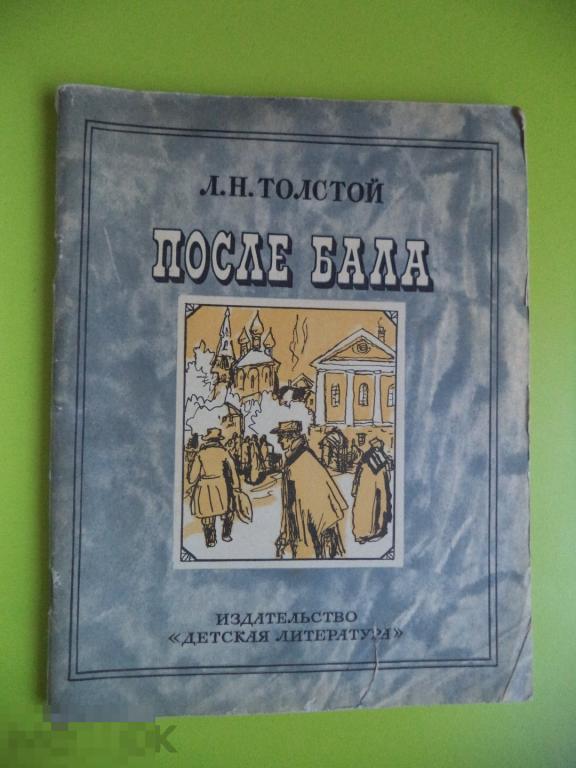 Л.Н.ТОЛСТОЙ
ПОСЛЕ БАЛА
ИЗДАТЕЛЬСТВО
«ДЕТСКАЯ ЛИТЕРАТУРА»